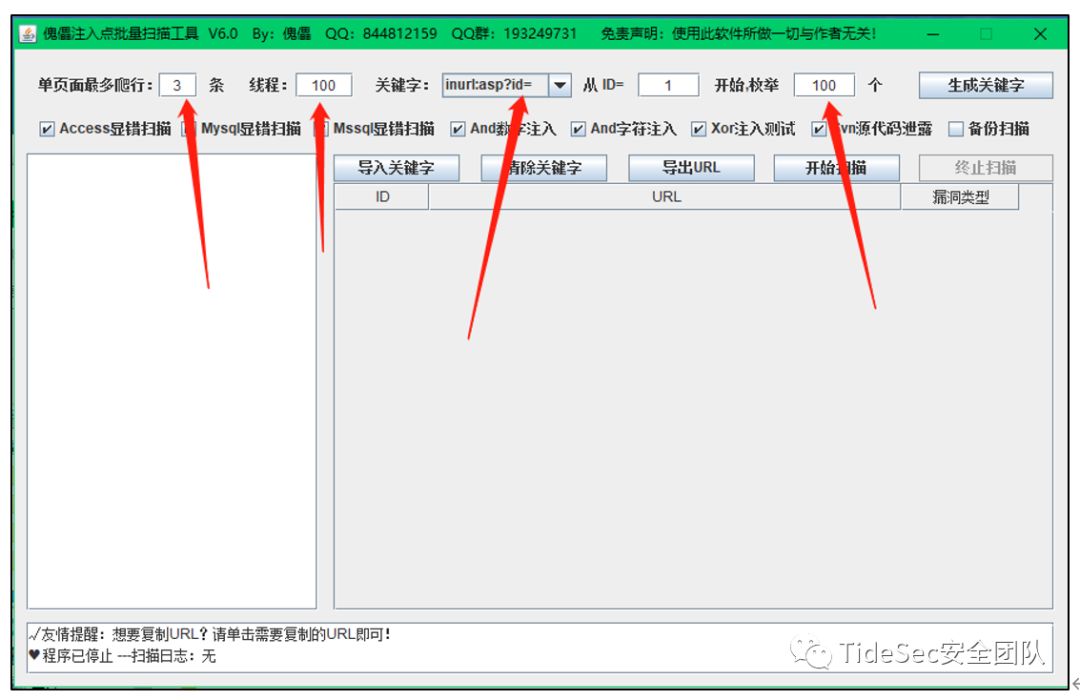 傀儡注入点批量扫描工具 V6.0 By：傀儡 QQ：844812159 QQ群：193249731 免责声明：使用此软件所做一切与作者无关！
单页面最多爬行： 3 条 线程： 100 关键字： inurl:asp?id= 从 ID= 1 开始,枚举 100 个 生成关键字
Access显错扫描 Mysql显错扫描 Mssql显错扫描 And数字注入 And字符注入 Xor注入测试 源代码泄露 备份扫描
导入关键字 清除关键字 导出URL 开始扫描 终止扫描
ID URL 漏洞类型
√友情提醒：想要复制URL？请单击需要复制的URL即可！
♥程序已停止 ---扫描日志：无
TideSec安全团队